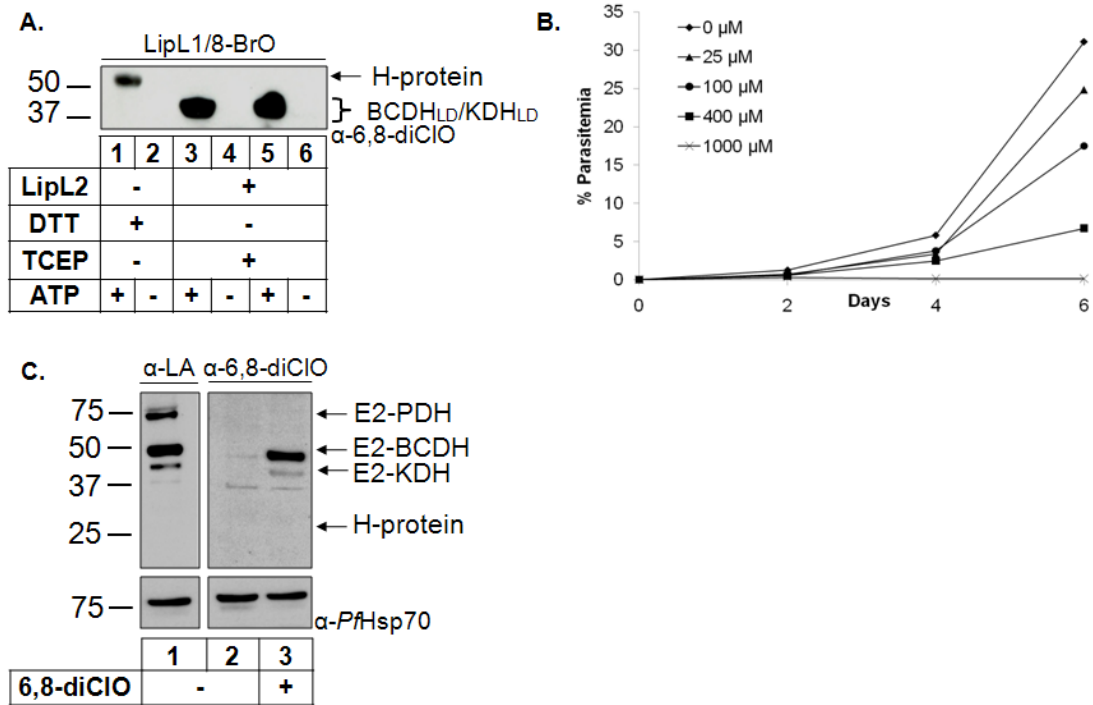 A.
LipL1/8-BrO
50
37
H-protein
BCDHLD/KDHLD
α-6,8-diClO
1 2 3 4 5 6
LipL2 - +
DTT + -
TCEP - +
ATP + - + - + -
B.
% Parasitemia
35
30
25
20
15
10
5
0
0 µM
25 µM
100 µM
400 µM
1000 µM
0 2 4 6
Days
C.
α-LA α-6,8-diClO
75
50
37
25
E2-PDH
E2-BCDH
E2-KDH
H-protein
75
α-PfHsp70
1 2 3
6,8-diClO - +